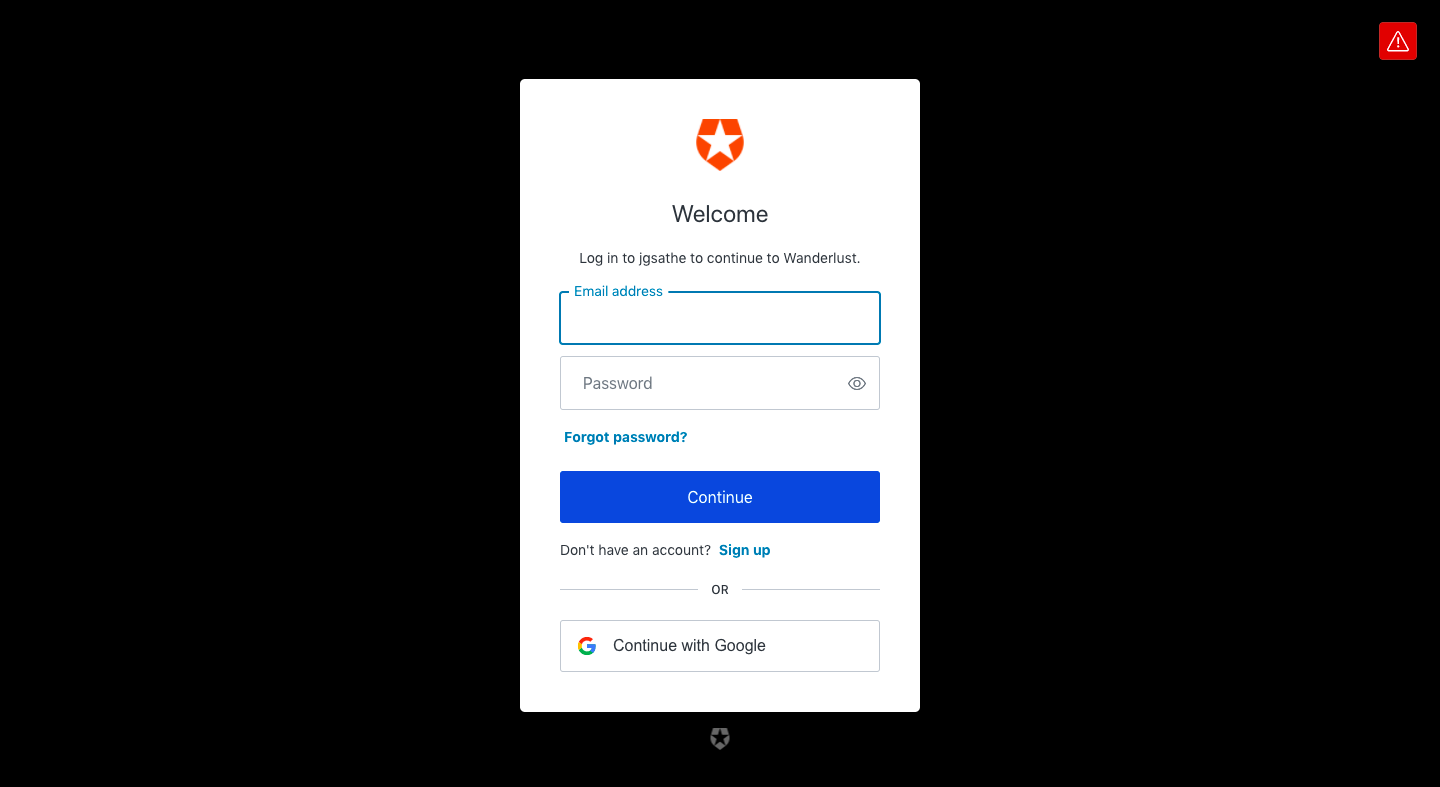 Welcome
Log in to jgsathe to continue to Wanderlust.
Email address
Password
Forgot password?
Continue
Don't have an account? Sign up
OR
Continue with Google